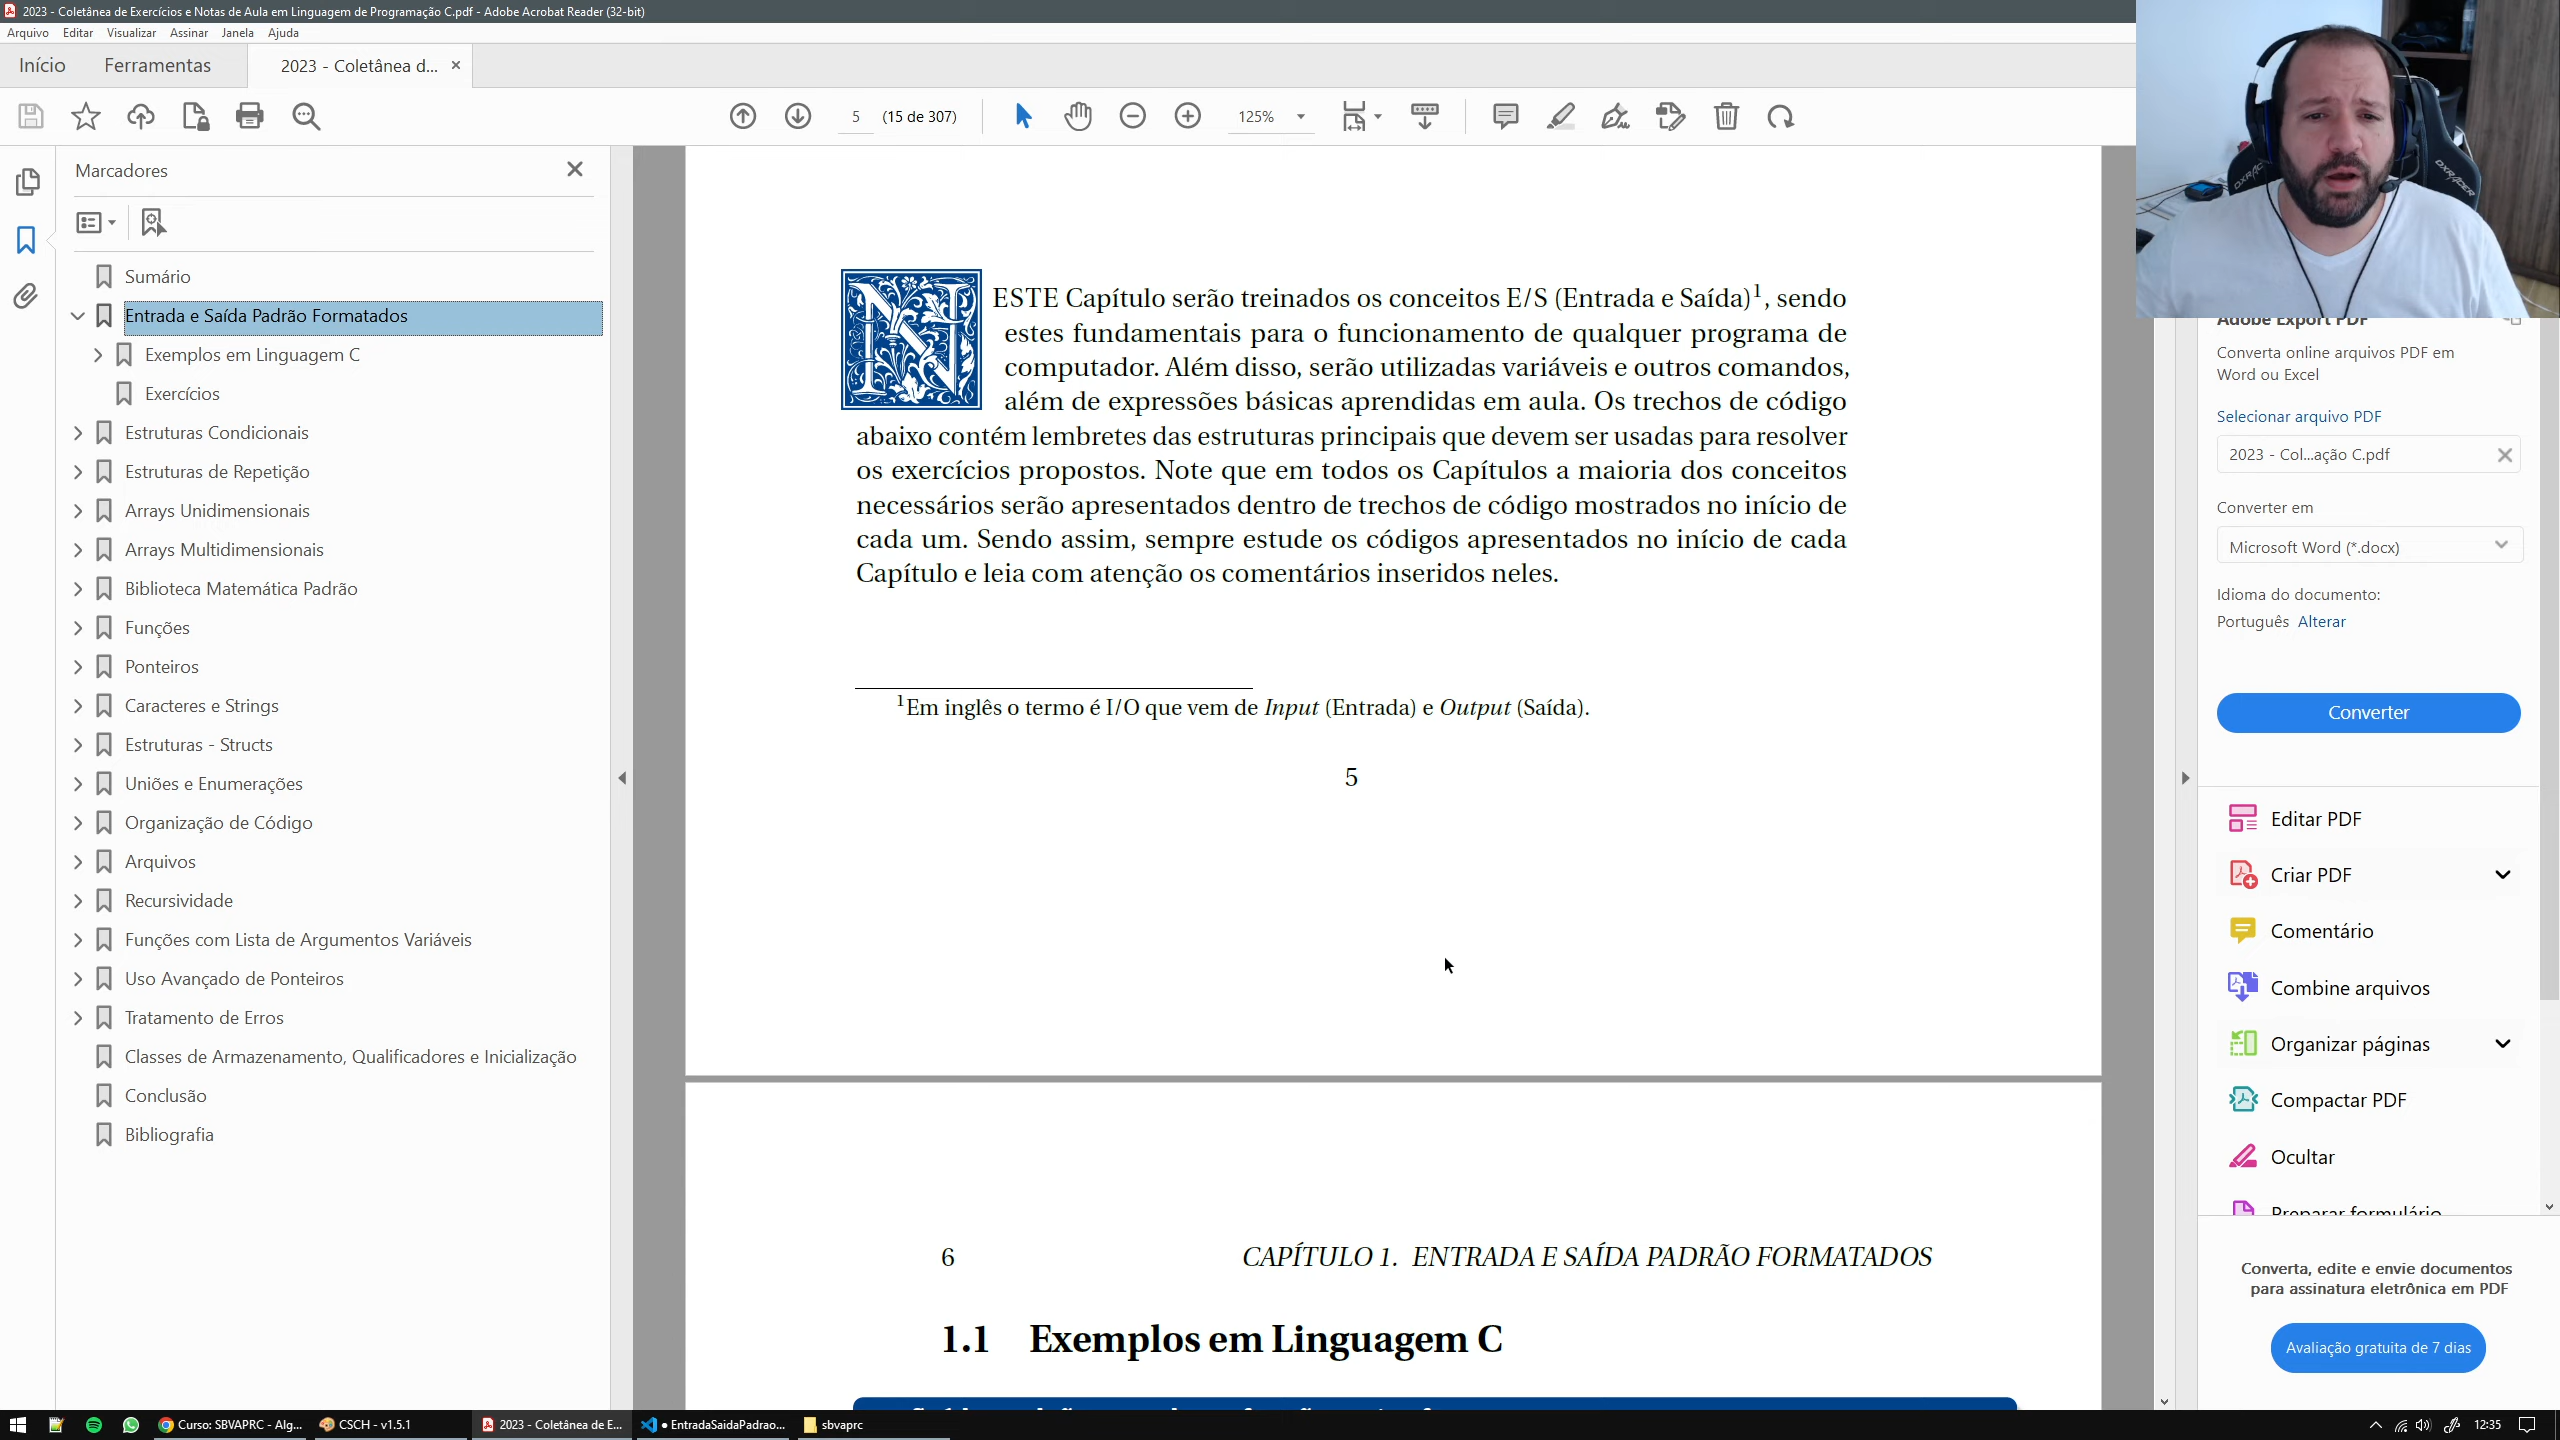 2023 - Coletânea de Exercícios e Notas de Aula em Linguagem de Programação C.pdf - Adobe Acrobat Reader (32-bit)
Arquivo Editar Visualizar Assinar Janela Ajuda
Início Ferramentas 2023 - Coletânea d... ×
5 (15 de 307) 125%
Marcadores
Sumário
Entrada e Saída Padrão Formatados
Exemplos em Linguagem C
Exercícios
Estruturas Condicionais
Estruturas de Repetição
Arrays Unidimensionais
Arrays Multidimensionais
Biblioteca Matemática Padrão
Funções
Ponteiros
Caracteres e Strings
Estruturas - Structs
Uniões e Enumerações
Organização de Código
Arquivos
Recursividade
Funções com Lista de Argumentos Variáveis
Uso Avançado de Ponteiros
Tratamento de Erros
Classes de Armazenamento, Qualificadores e Inicialização
Conclusão
Bibliografia
NESTE Capítulo serão treinados os conceitos E/S (Entrada e Saída)¹, sendo
estes fundamentais para o funcionamento de qualquer programa de
computador. Além disso, serão utilizadas variáveis e outros comandos,
além de expressões básicas aprendidas em aula. Os trechos de código
abaixo contém lembretes das estruturas principais que devem ser usadas para resolver
os exercícios propostos. Note que em todos os Capítulos a maioria dos conceitos
necessários serão apresentados dentro de trechos de código mostrados no início de
cada um. Sendo assim, sempre estude os códigos apresentados no início de cada
Capítulo e leia com atenção os comentários inseridos neles.
¹Em inglês o termo é I/O que vem de Input (Entrada) e Output (Saída).
5
6 CAPÍTULO 1. ENTRADA E SAÍDA PADRÃO FORMATADOS
1.1 Exemplos em Linguagem C
DXRACER
Adobe Export PDF
Converta online arquivos PDF em
Word ou Excel
Selecionar arquivo PDF
2023 - Col...ação C.pdf
Converter em
Microsoft Word (*.docx)
Idioma do documento:
Português Alterar
Converter
Editar PDF
Criar PDF
Comentário
Combine arquivos
Organizar páginas
Compactar PDF
Ocultar
Preparar formulário
Converta, edite e envie documentos
para assinatura eletrônica em PDF
Avaliação gratuita de 7 dias
Curso: SBVAPRC - Alg... CSCH - v1.5.1 2023 - Coletânea de E... ● EntradaSaidaPadrao... sbvaprc 12:35